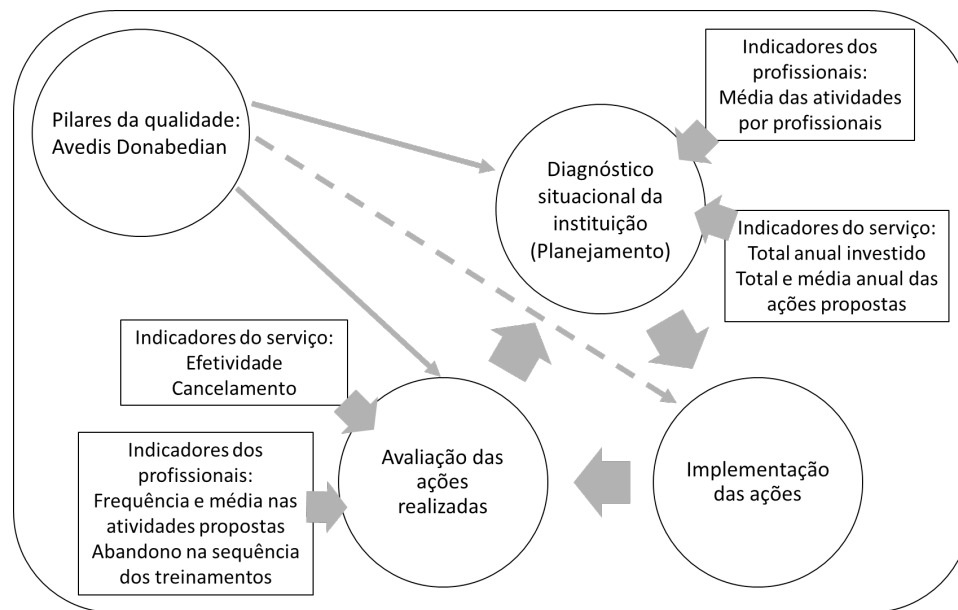 Pilares da qualidade:
Avedis Donabedian
Indicadores dos
profissionais:
Média das atividades
por profissionais
Diagnóstico
situacional da
instituição
(Planejamento)
Indicadores do serviço:
Total anual investido
Total e média anual das
ações propostas
Indicadores do serviço:
Efetividade
Cancelamento
Indicadores dos
profissionais:
Frequência e média nas
atividades propostas
Abandono na sequência
dos treinamentos
Avaliação das
ações
realizadas
Implementação
das ações